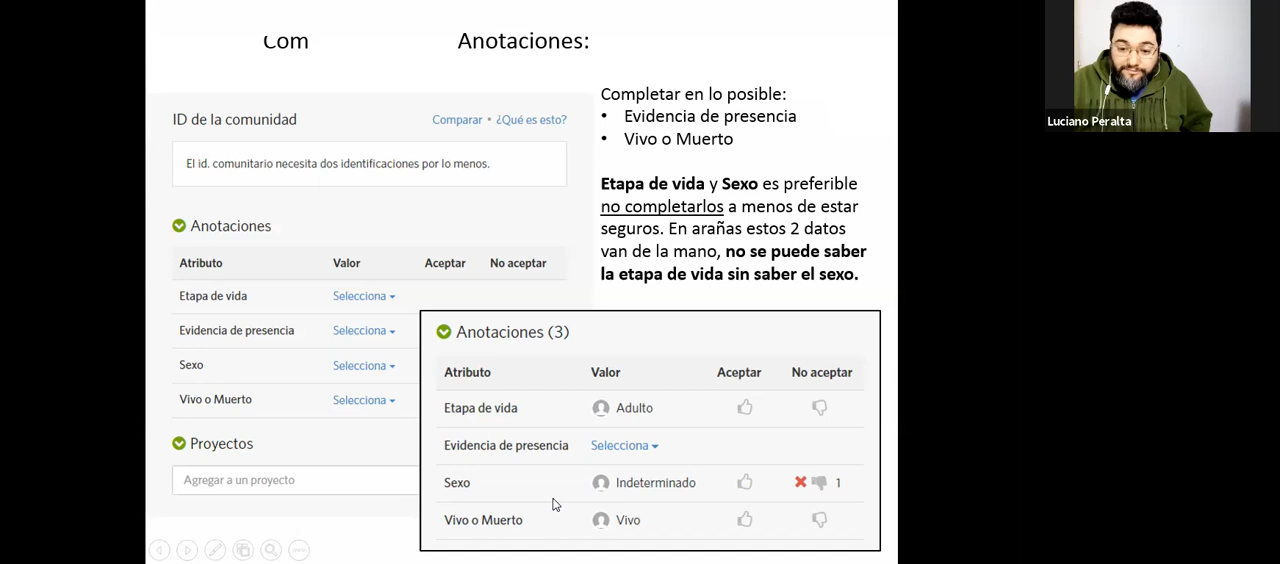 Com Anotaciones:
ID de la comunidad
Comparar • ¿Qué es esto?
El id. comunitario necesita dos identificaciones por lo menos.
Anotaciones
Atributo Valor Aceptar No aceptar
Etapa de vida Selecciona
Evidencia de presencia Selecciona
Sexo Selecciona
Vivo o Muerto Selecciona
Proyectos
Agregar a un proyecto
Completar en lo posible:
• Evidencia de presencia
• Vivo o Muerto
Etapa de vida y Sexo es preferible
no completarlos a menos de estar
seguros. En arañas estos 2 datos
van de la mano, no se puede saber
la etapa de vida sin saber el sexo.
Anotaciones (3)
Atributo Valor Aceptar No aceptar
Etapa de vida Adulto
Evidencia de presencia Selecciona
Sexo Indeterminado 1
Vivo o Muerto Vivo
Luciano Peralta